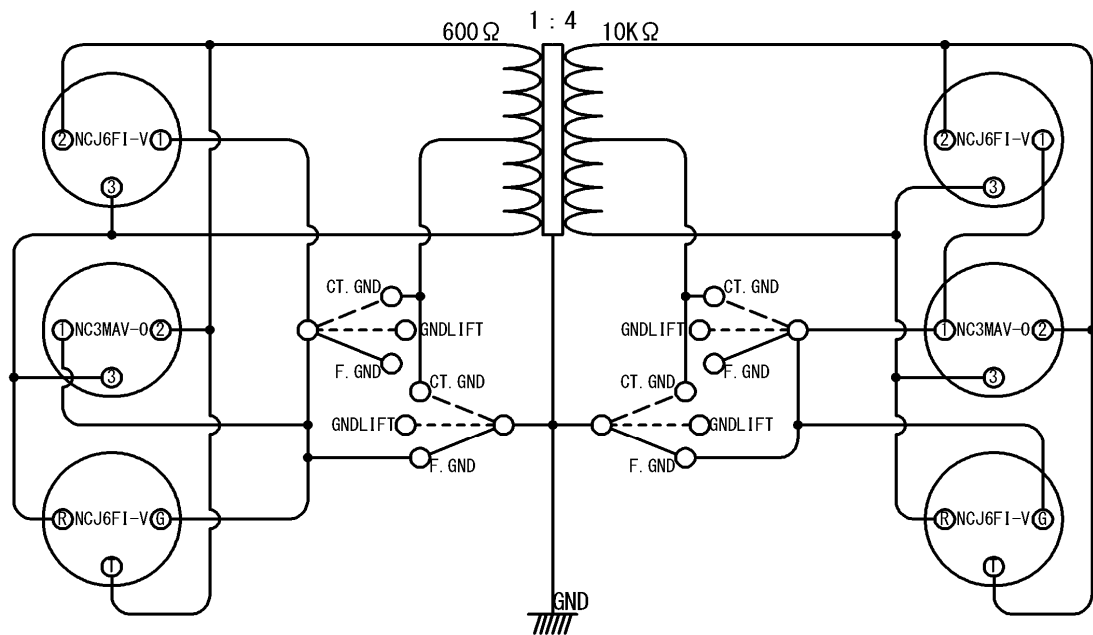 1 : 4
600Ω
10KΩ
2 NCJ6FI-V 1
3
2 NCJ6FI-V 1
3
CT. GND
GNDLIFT
F. GND
CT. GND
GNDLIFT
F. GND
1 NC3MAV-0 2
3
1 NC3MAV-0 2
3
CT. GND
GNDLIFT
F. GND
CT. GND
GNDLIFT
F. GND
R NCJ6FI-V G
T
R NCJ6FI-V G
T
GND